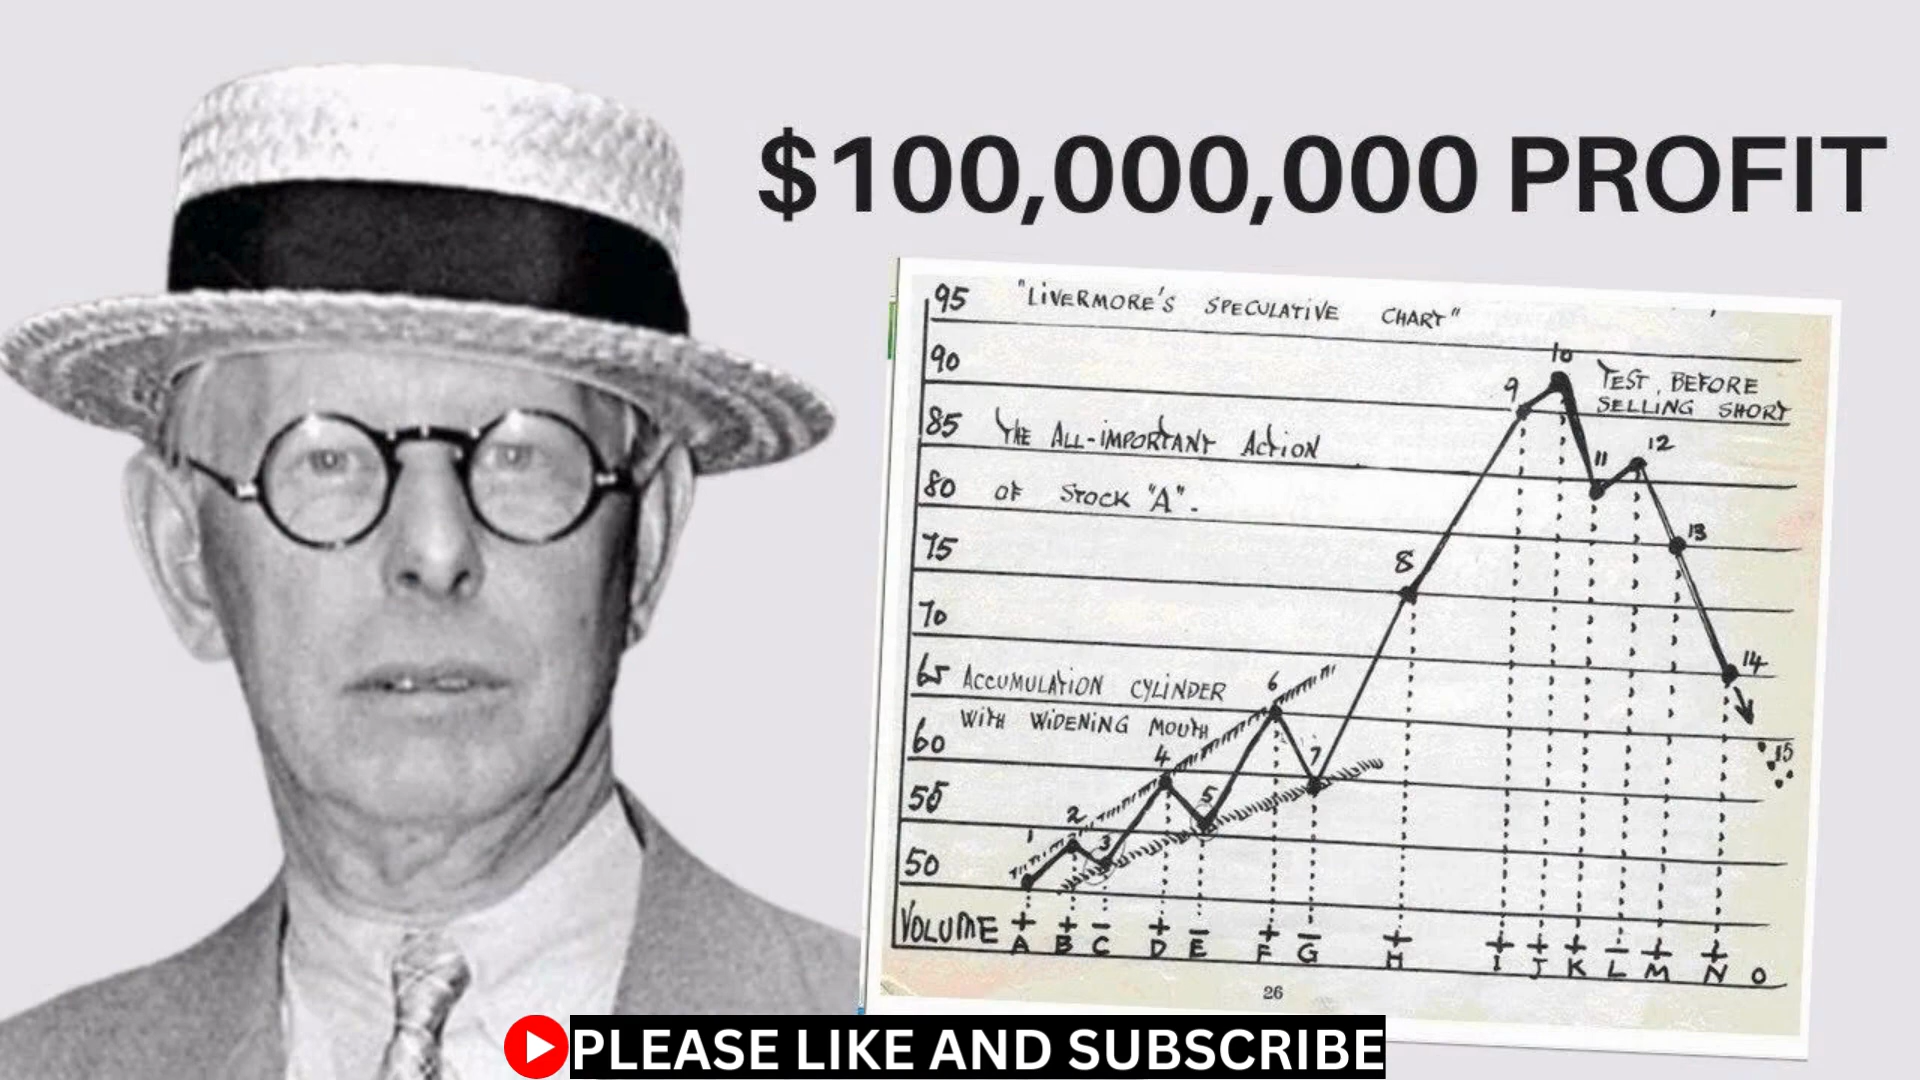 $100,000,000 PROFIT
95 "LIVERMORE'S SPECULATIVE CHART"
90
10
9
TEST, BEFORE
SELLING SHORT
85 THE ALL-IMPORTANT ACTION
80 OF STOCK "A".
11
12
75
13
8
70
14
65 ACCUMULATION CYLINDER
WITH WIDENING MOUTH
6
60
15
4
7
55
5
2
1
3
50
VOLUME + + - + - + - + + + + - + +
A B C D E F G H I J K L M N O
26
PLEASE LIKE AND SUBSCRIBE